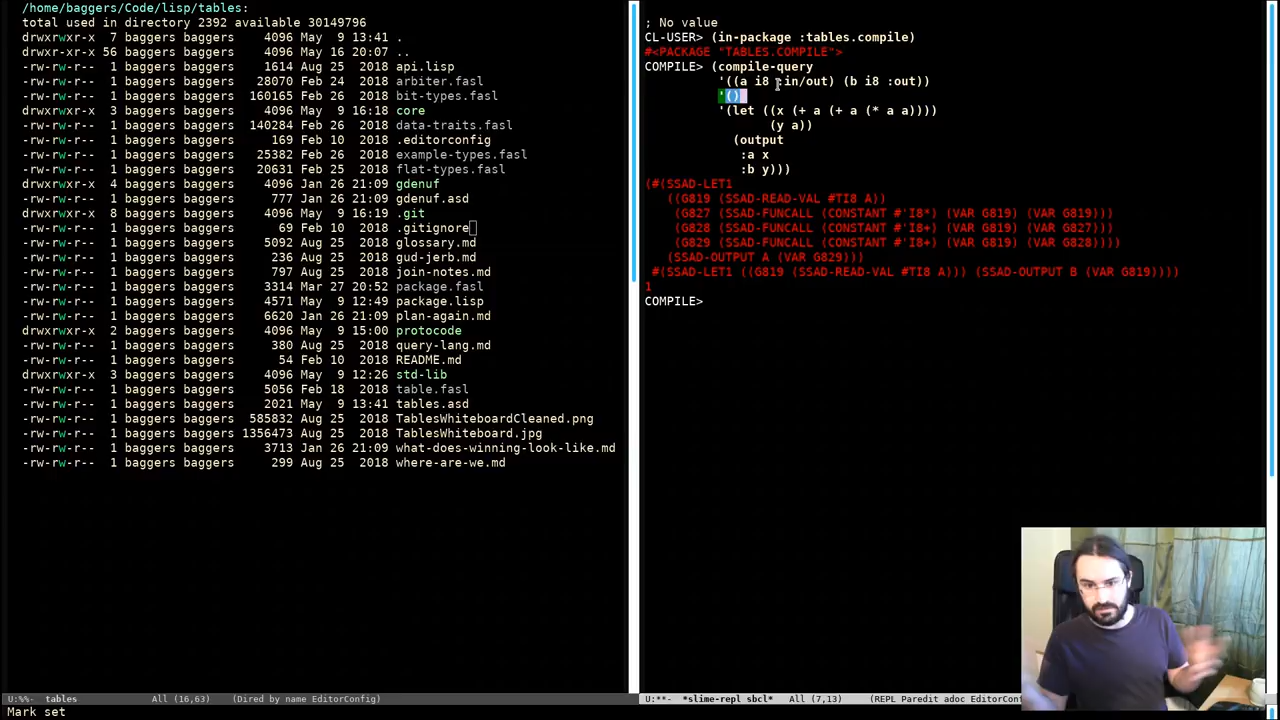 /home/baggers/Code/lisp/tables:
total used in directory 2392 available 30149796
drwxrwxr-x 7 baggers baggers 4096 May 9 13:41 .
drwxr-xr-x 56 baggers baggers 4096 May 16 20:07 ..
-rw-rw-r-- 1 baggers baggers 1614 Aug 25 2018 api.lisp
-rw-rw-r-- 1 baggers baggers 28070 Feb 24 2018 arbiter.fasl
-rw-rw-r-- 1 baggers baggers 160165 Feb 26 2018 bit-types.fasl
drwxrwxr-x 3 baggers baggers 4096 May 9 16:18 core
-rw-rw-r-- 1 baggers baggers 140284 Feb 26 2018 data-traits.fasl
-rw-rw-r-- 1 baggers baggers 169 Feb 10 2018 .editorconfig
-rw-rw-r-- 1 baggers baggers 25382 Feb 26 2018 example-types.fasl
-rw-rw-r-- 1 baggers baggers 20631 Feb 25 2018 flat-types.fasl
drwxrwxr-x 4 baggers baggers 4096 Jan 26 21:09 gdenuf
-rw-rw-r-- 1 baggers baggers 777 Jan 26 21:09 gdenuf.asd
drwxrwxr-x 8 baggers baggers 4096 May 9 16:19 .git
-rw-rw-r-- 1 baggers baggers 69 Feb 10 2018 .gitignore
-rw-rw-r-- 1 baggers baggers 5092 Aug 25 2018 glossary.md
-rw-rw-r-- 1 baggers baggers 236 Aug 25 2018 gud-jerb.md
-rw-rw-r-- 1 baggers baggers 797 Aug 25 2018 join-notes.md
-rw-rw-r-- 1 baggers baggers 3314 Mar 27 20:52 package.fasl
-rw-rw-r-- 1 baggers baggers 4571 May 9 12:49 package.lisp
-rw-rw-r-- 1 baggers baggers 6620 Jan 26 21:09 plan-again.md
drwxrwxr-x 2 baggers baggers 4096 May 9 15:00 protocode
-rw-rw-r-- 1 baggers baggers 380 Aug 25 2018 query-lang.md
-rw-rw-r-- 1 baggers baggers 54 Feb 10 2018 README.md
drwxrwxr-x 3 baggers baggers 4096 May 9 12:26 std-lib
-rw-rw-r-- 1 baggers baggers 5056 Feb 18 2018 table.fasl
-rw-rw-r-- 1 baggers baggers 2021 May 9 13:41 tables.asd
-rw-rw-r-- 1 baggers baggers 585832 Aug 25 2018 TablesWhiteboardCleaned.png
-rw-rw-r-- 1 baggers baggers 1356473 Aug 25 2018 TablesWhiteboard.jpg
-rw-rw-r-- 1 baggers baggers 3713 Jan 26 21:09 what-does-winning-look-like.md
-rw-rw-r-- 1 baggers baggers 299 Aug 25 2018 where-are-we.md
U:%%- tables All (16,63) (Dired by name EditorConfig)
Mark set
; No value
CL-USER> (in-package :tables.compile)
#<PACKAGE "TABLES.COMPILE">
COMPILE> (compile-query
'((a i8 :in/out) (b i8 :out))
'()
'(let ((x (+ a (+ a (* a a))))
(y a))
(output
:a x
:b y)))
(#(SSAD-LET1
((G819 (SSAD-READ-VAL #TI8 A))
(G827 (SSAD-FUNCALL (CONSTANT #'I8*) (VAR G819) (VAR G819)))
(G828 (SSAD-FUNCALL (CONSTANT #'I8+) (VAR G819) (VAR G827)))
(G829 (SSAD-FUNCALL (CONSTANT #'I8+) (VAR G819) (VAR G828))))
(SSAD-OUTPUT A (VAR G829)))
#(SSAD-LET1 ((G819 (SSAD-READ-VAL #TI8 A))) (SSAD-OUTPUT B (VAR G819))))
1
COMPILE>
U:**- *slime-repl sbcl* All (7,13) (REPL Paredit adoc EditorCon